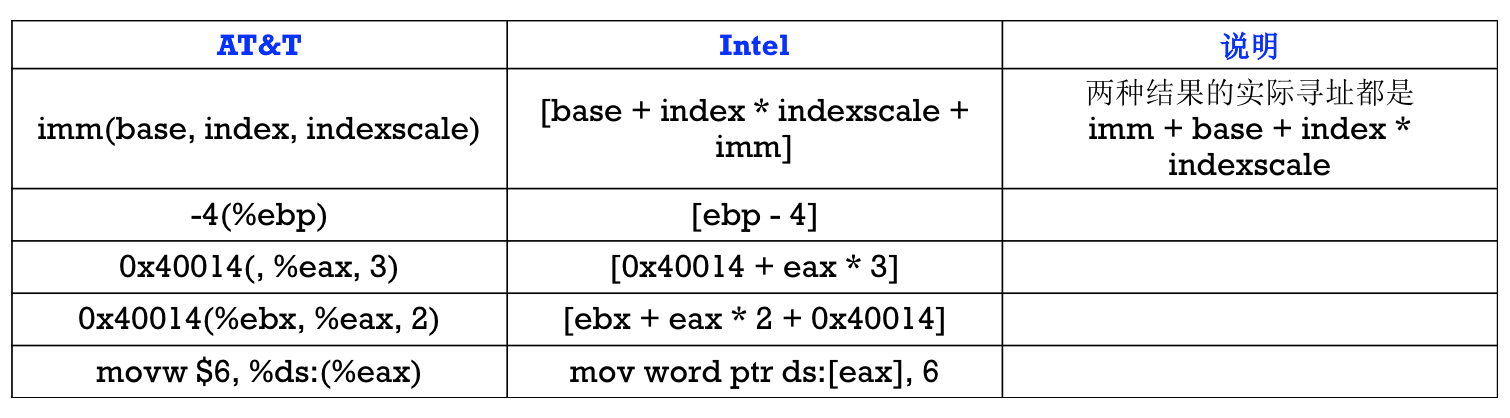 AT&T
Intel
说明
imm(base, index, indexscale)
[base + index * indexscale +
imm]
两种结果的实际寻址都是
imm + base + index *
indexscale
-4(%ebp)
[ebp - 4]
0x40014(, %eax, 3)
[0x40014 + eax * 3]
0x40014(%ebx, %eax, 2)
[ebx + eax * 2 + 0x40014]
movw $6, %ds:(%eax)
mov word ptr ds:[eax], 6